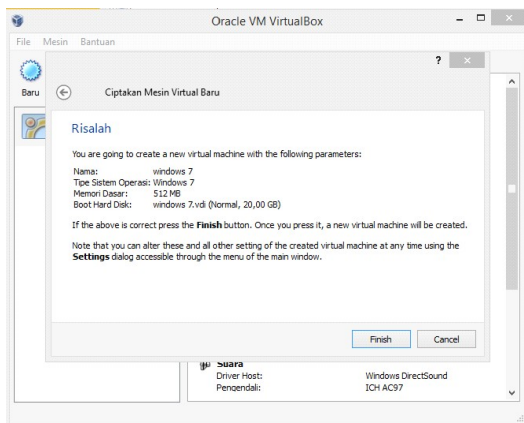 Oracle VM VirtualBox
File Mesin Bantuan
Baru
?
Ciptakan Mesin Virtual Baru
Risalah
You are going to create a new virtual machine with the following parameters:
Nama: windows 7
Tipe Sistem Operasi: Windows 7
Memori Dasar: 512 MB
Boot Hard Disk: windows 7.vdi (Normal, 20,00 GB)
If the above is correct press the Finish button. Once you press it, a new virtual machine will be created.
Note that you can alter these and all other setting of the created virtual machine at any time using the
Settings dialog accessible through the menu of the main window.
Finish Cancel
Suara
Driver Host: Windows DirectSound
Pengendali: ICH AC97